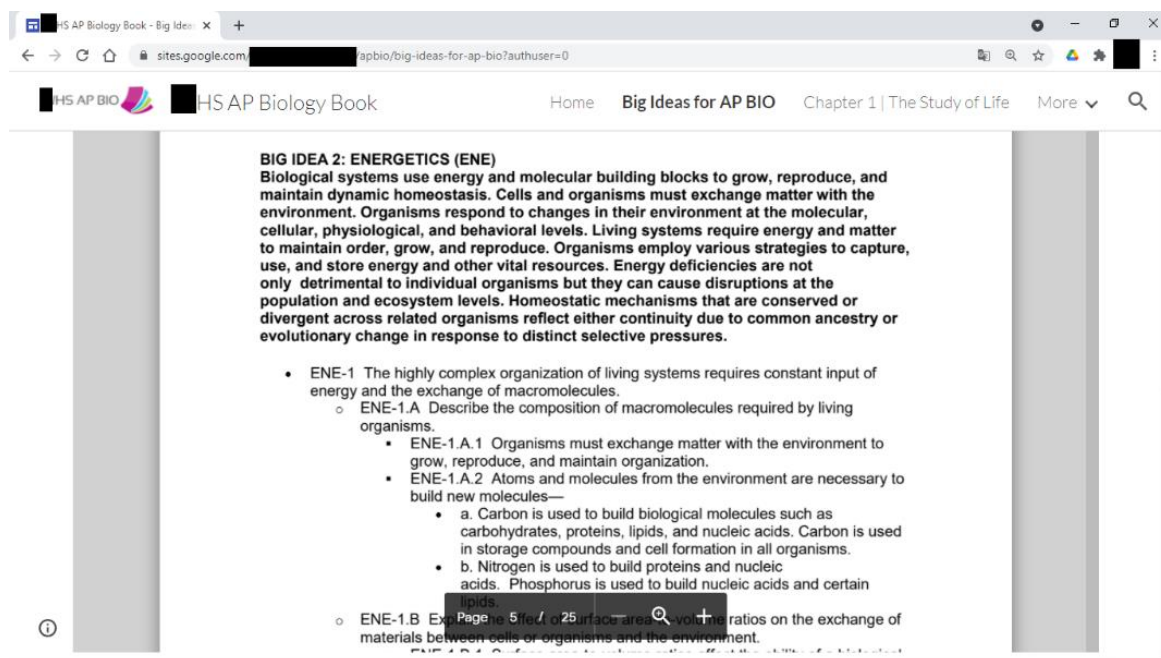 HS AP Biology Book - Big Idea
sites.google.com/
/apbio/big-ideas-for-ap-bio?authuser=0
HS AP BIO
HS AP Biology Book
Home
Big Ideas for AP BIO
Chapter 1 | The Study of Life
More
BIG IDEA 2: ENERGETICS (ENE)
Biological systems use energy and molecular building blocks to grow, reproduce, and
maintain dynamic homeostasis. Cells and organisms must exchange matter with the
environment. Organisms respond to changes in their environment at the molecular,
cellular, physiological, and behavioral levels. Living systems require energy and matter
to maintain order, grow, and reproduce. Organisms employ various strategies to capture,
use, and store energy and other vital resources. Energy deficiencies are not
only  detrimental to individual organisms but they can cause disruptions at the
population and ecosystem levels. Homeostatic mechanisms that are conserved or
divergent across related organisms reflect either continuity due to common ancestry or
evolutionary change in response to distinct selective pressures.
• ENE-1 The highly complex organization of living systems requires constant input of
energy and the exchange of macromolecules.
○ ENE-1.A Describe the composition of macromolecules required by living
organisms.
▪ ENE-1.A.1 Organisms must exchange matter with the environment to
grow, reproduce, and maintain organization.
▪ ENE-1.A.2 Atoms and molecules from the environment are necessary to
build new molecules—
• a. Carbon is used to build biological molecules such as
carbohydrates, proteins, lipids, and nucleic acids. Carbon is used
in storage compounds and cell formation in all organisms.
• b. Nitrogen is used to build proteins and nucleic
acids. Phosphorus is used to build nucleic acids and certain
lipids.
○ ENE-1.B Explain the effect of surface area-to-volume ratios on the exchange of
materials between cells or organisms and the environment.
Page 5 / 25